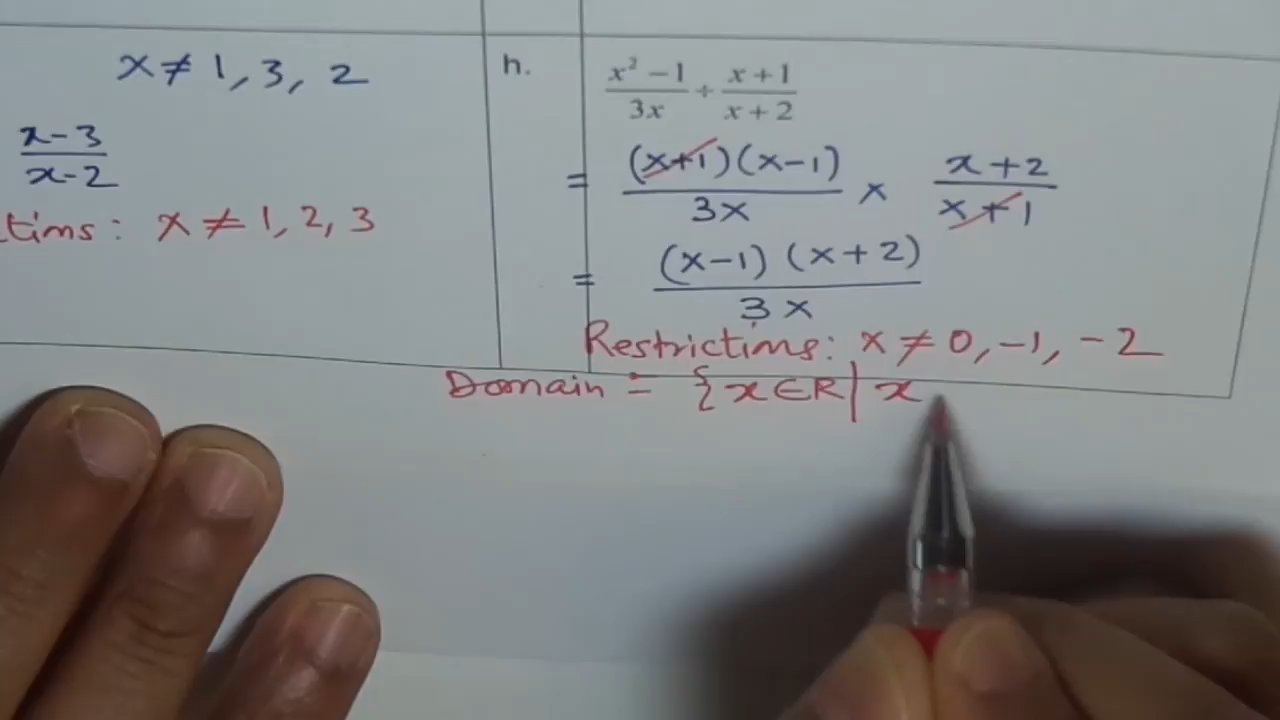 x ≠ 1, 3, 2
x-3
x-2
tims: x ≠ 1, 2, 3
h.
x² − 1 / 3x ÷ x + 1 / x + 2
= (x+1)(x-1) / 3x × x+2 / x+1
= (x-1) (x+2) / 3x
Restrictims: x ≠ 0, -1, -2
Domain = { x ∈ R | x